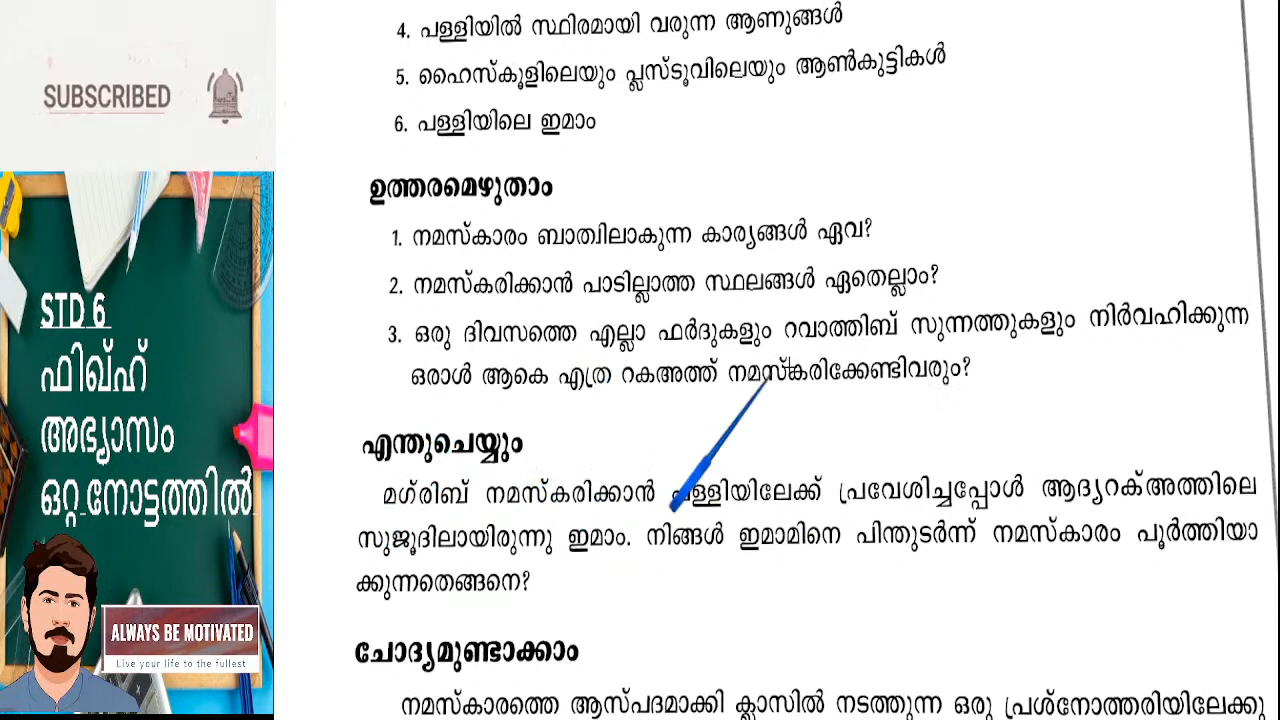 SUBSCRIBED
STD 6
ഫിഖ്ഹ്
അഭ്യാസം
ഒറ്റ നോട്ടത്തിൽ
ALWAYS BE MOTIVATED
Live your life to the fullest
4. പള്ളിയിൽ സ്ഥിരമായി വരുന്ന ആണുങ്ങൾ
5. ഹൈസ്കൂളിലെയും പ്ലസ്ടൂവിലെയും ആൺകുട്ടികൾ
6. പള്ളിയിലെ ഇമാം
ഉത്തരമെഴുതാം
1. നമസ്കാരം ബാത്വിലാകുന്ന കാര്യങ്ങൾ ഏവ?
2. നമസ്കരിക്കാൻ പാടില്ലാത്ത സ്ഥലങ്ങൾ ഏതെല്ലാം?
3. ഒരു ദിവസത്തെ എല്ലാ ഫർദുകളും റവാത്തിബ് സുന്നത്തുകളും നിർവഹിക്കുന്ന
ഒരാൾ ആകെ എത്ര റകഅത്ത് നമസ്കരിക്കേണ്ടിവരും?
എന്തുചെയ്യും
മഗ്‌രിബ് നമസ്കരിക്കാൻ പള്ളിയിലേക്ക് പ്രവേശിച്ചപ്പോൾ ആദ്യറക്അത്തിലെ
സുജൂദിലായിരുന്നു ഇമാം. നിങ്ങൾ ഇമാമിനെ പിന്തുടർന്ന് നമസ്കാരം പൂർത്തിയാ
ക്കുന്നതെങ്ങനെ?
ചോദ്യമുണ്ടാക്കാം
നമസ്കാരത്തെ ആസ്പദമാക്കി ക്ലാസിൽ നടത്തുന്ന ഒരു പ്രശ്നോത്തരിയിലേക്കു